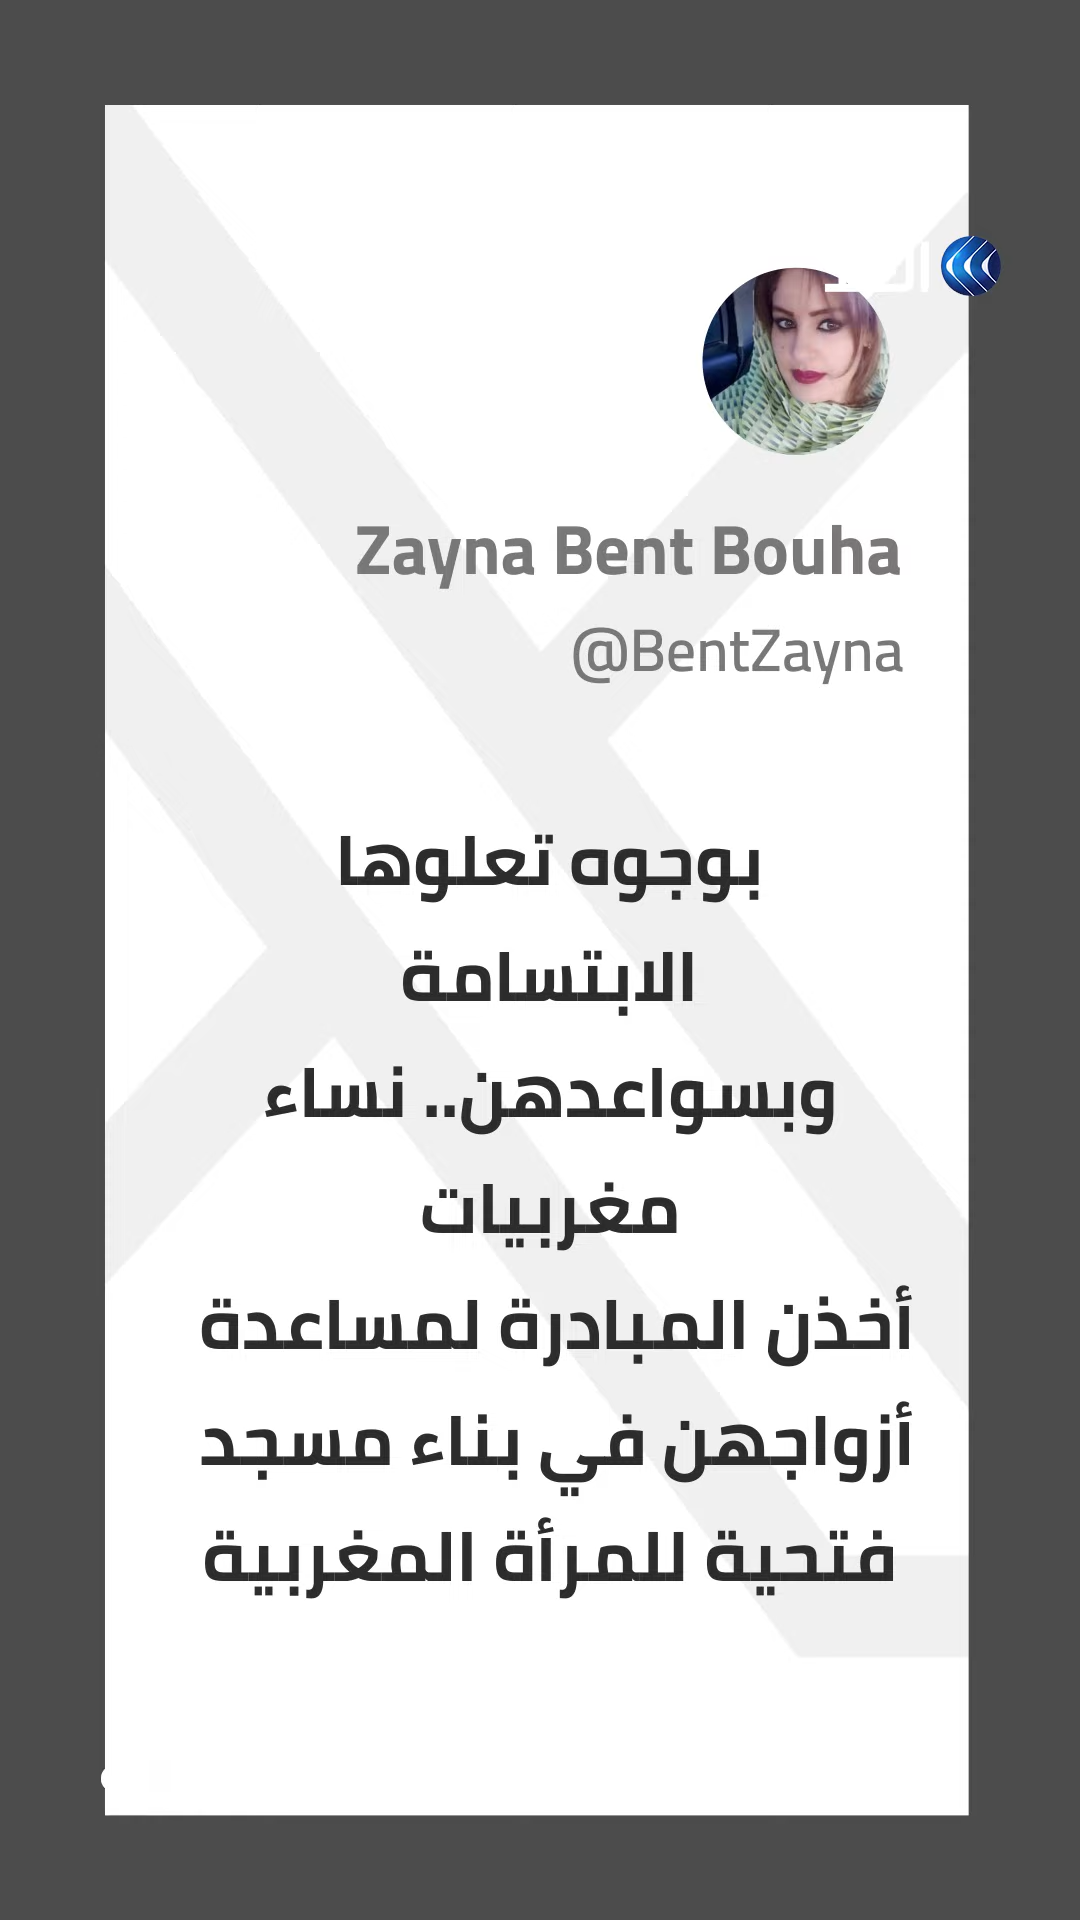 الغد
Zayna Bent Bouha
@BentZayna
بوجوه تعلوها
الابتسامة
وبسواعدهن.. نساء
مغربيات
أخذن المبادرة لمساعدة
أزواجهن في بناء مسجد
فتحية للمرأة المغربية